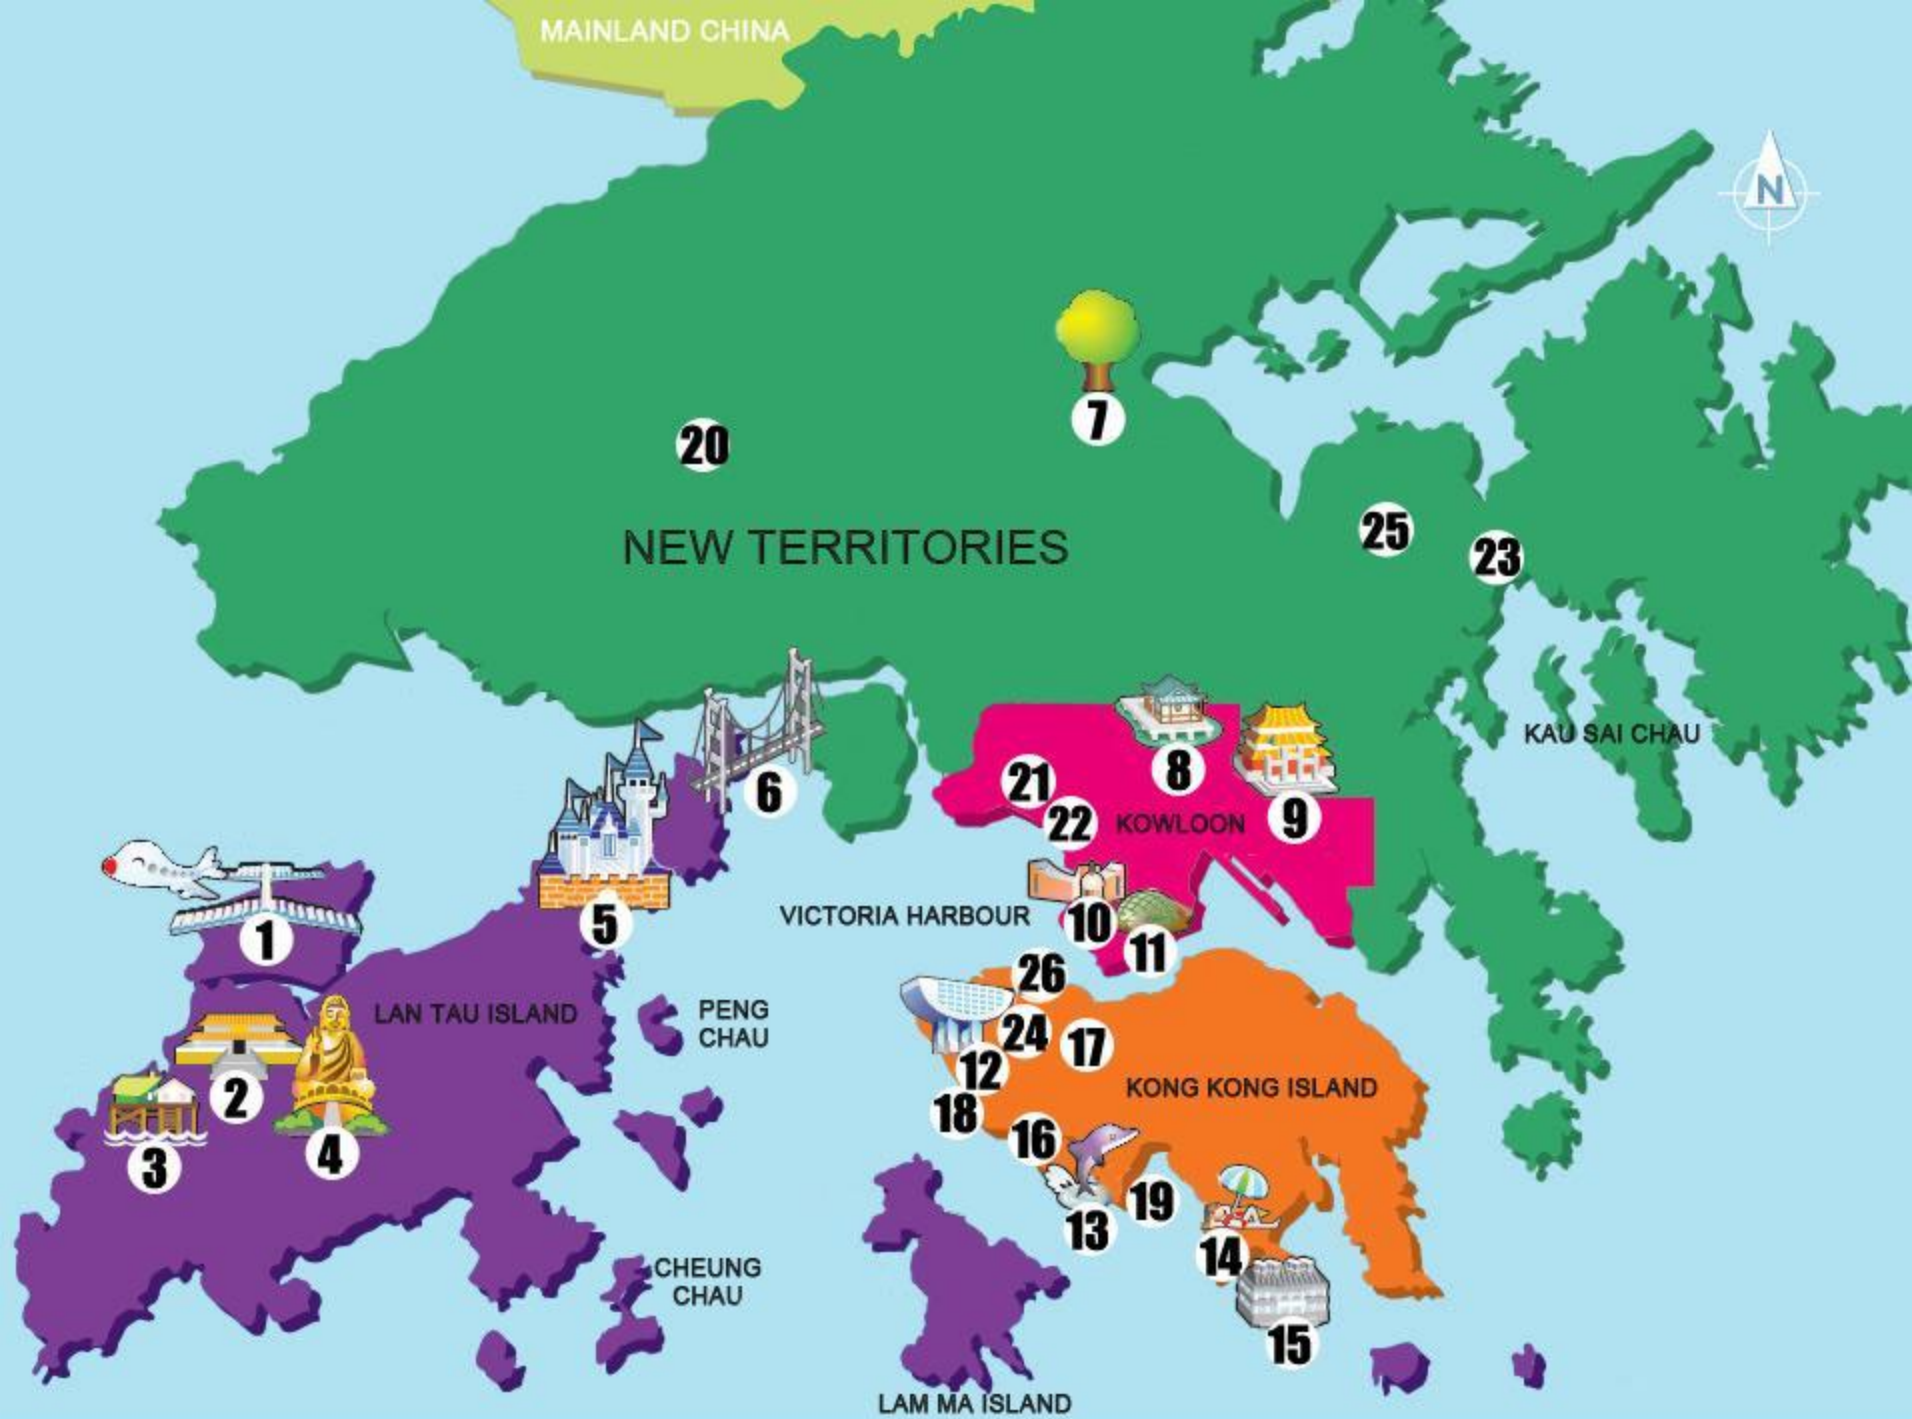 MAINLAND CHINA
N
7
20
NEW TERRITORIES
25
23
KAU SAI CHAU
6
21
8
22
KOWLOON
9
5
VICTORIA HARBOUR
10
1
11
26
LAN TAU ISLAND
PENG
CHAU
24
17
12
KONG KONG ISLAND
2
18
16
4
3
19
13
14
CHEUNG
CHAU
15
LAM MA ISLAND